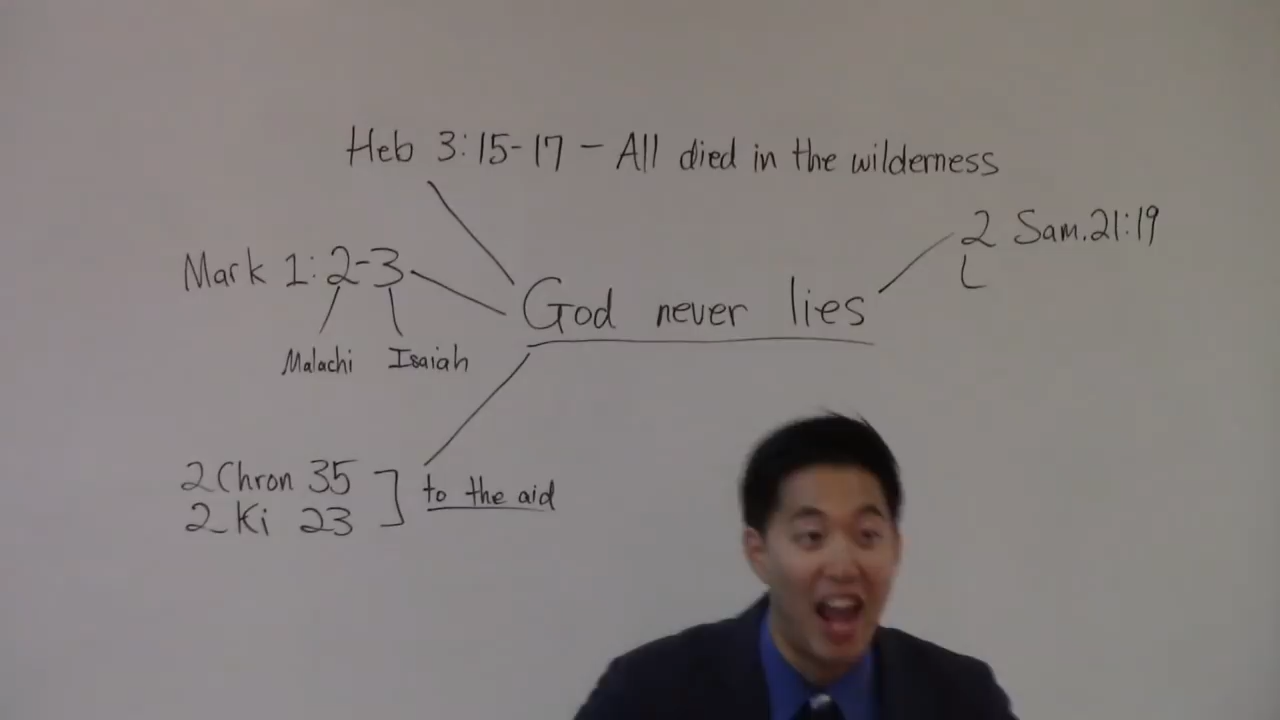 Heb 3:15-17 - All died in the wilderness
2 Sam. 21:19
Mark 1:2-3
God never lies
Malachi Isaiah
2 Chron 35
2 Ki 23
to the aid